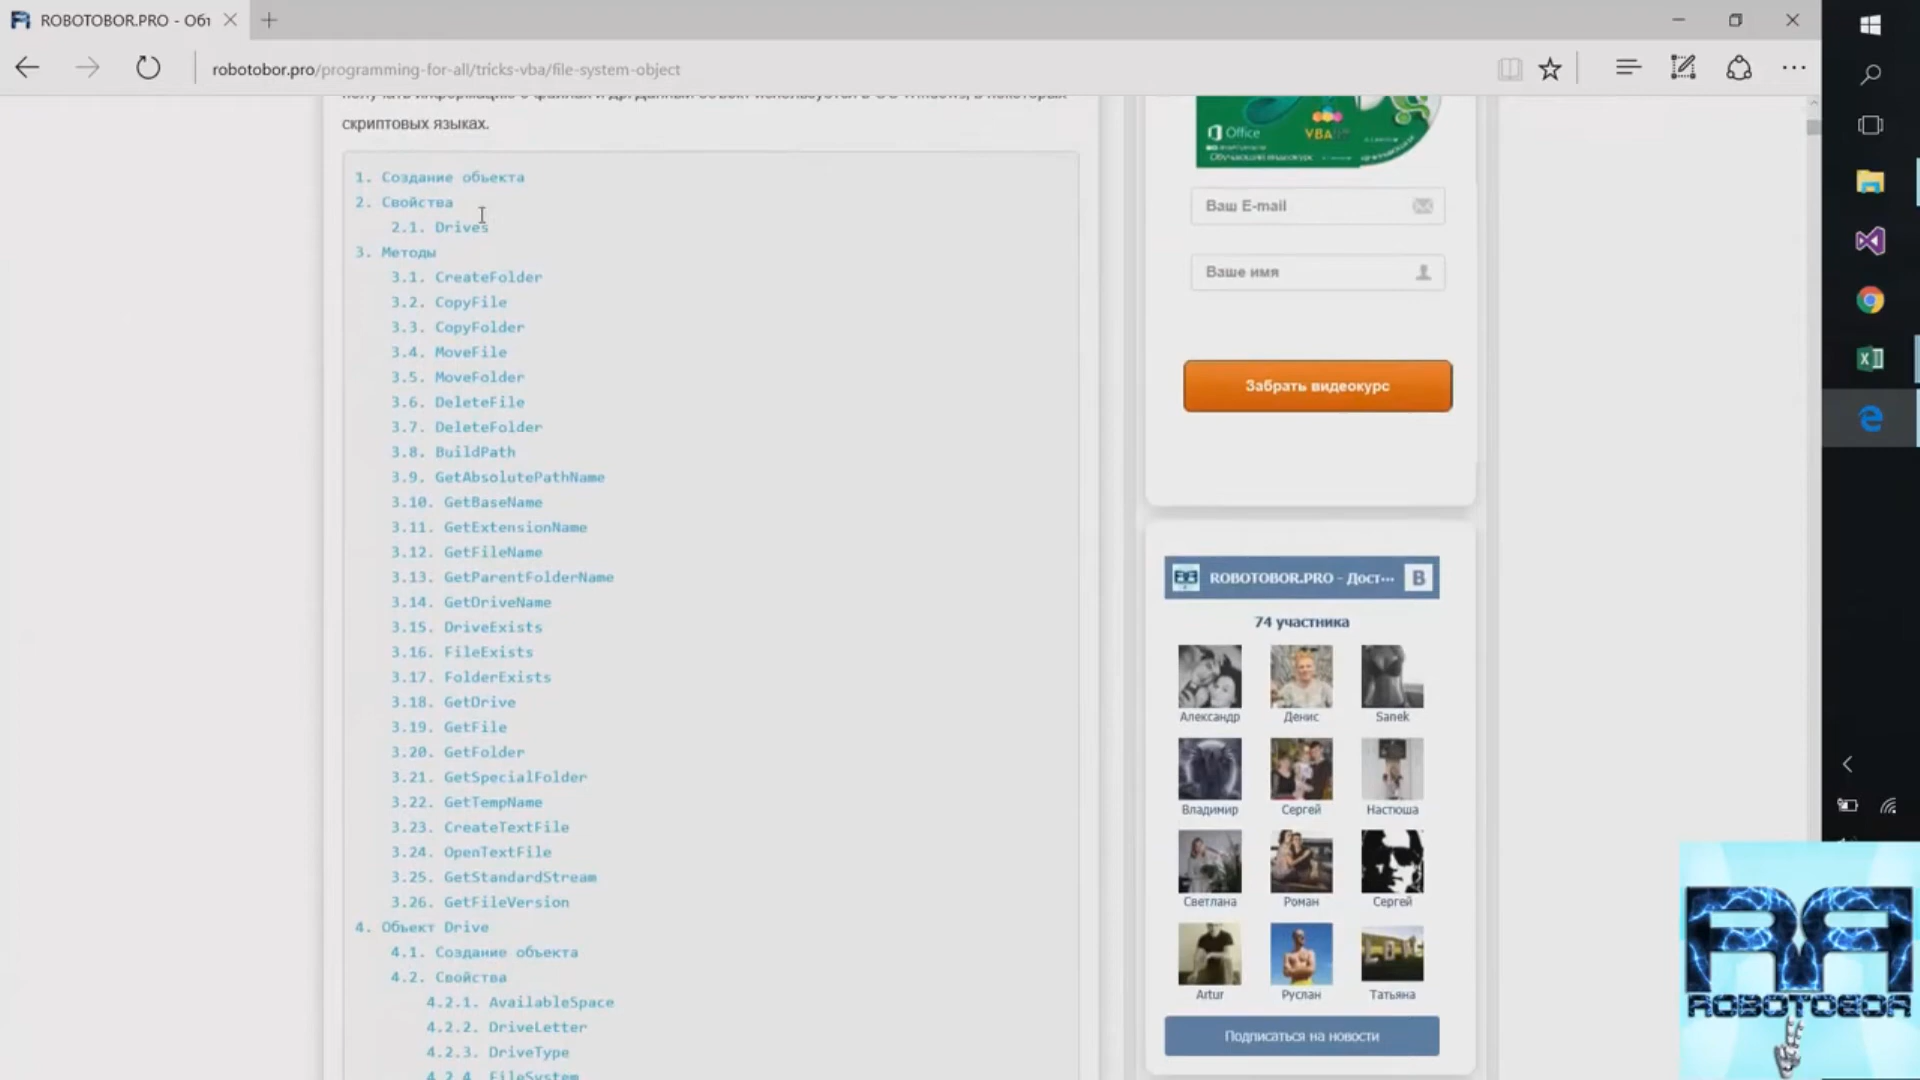 ROBOTOBOR.PRO - Объ
robotobor.pro/programming-for-all/tricks-vba/file-system-object
скриптовых языках.
1. Создание объекта
2. Свойства
2.1. Drives
3. Методы
3.1. CreateFolder
3.2. CopyFile
3.3. CopyFolder
3.4. MoveFile
3.5. MoveFolder
3.6. DeleteFile
3.7. DeleteFolder
3.8. BuildPath
3.9. GetAbsolutePathName
3.10. GetBaseName
3.11. GetExtensionName
3.12. GetFileName
3.13. GetParentFolderName
3.14. GetDriveName
3.15. DriveExists
3.16. FileExists
3.17. FolderExists
3.18. GetDrive
3.19. GetFile
3.20. GetFolder
3.21. GetSpecialFolder
3.22. GetTempName
3.23. CreateTextFile
3.24. OpenTextFile
3.25. GetStandardStream
3.26. GetFileVersion
4. Объект Drive
4.1. Создание объекта
4.2. Свойства
4.2.1. AvailableSpace
4.2.2. DriveLetter
4.2.3. DriveType
4.2.4. FileSystem
Office
VBA
Обучающий видеокурс
Ваш E-mail
Ваше имя
Забрать видеокурс
ROBOTOBOR.PRO - Дост···
В
74 участника
Александр
Денис
Sanek
Владимир
Сергей
Настюша
Светлана
Роман
Сергей
Artur
Руслан
Татьяна
Подписаться на новости
ROBOTOBOR